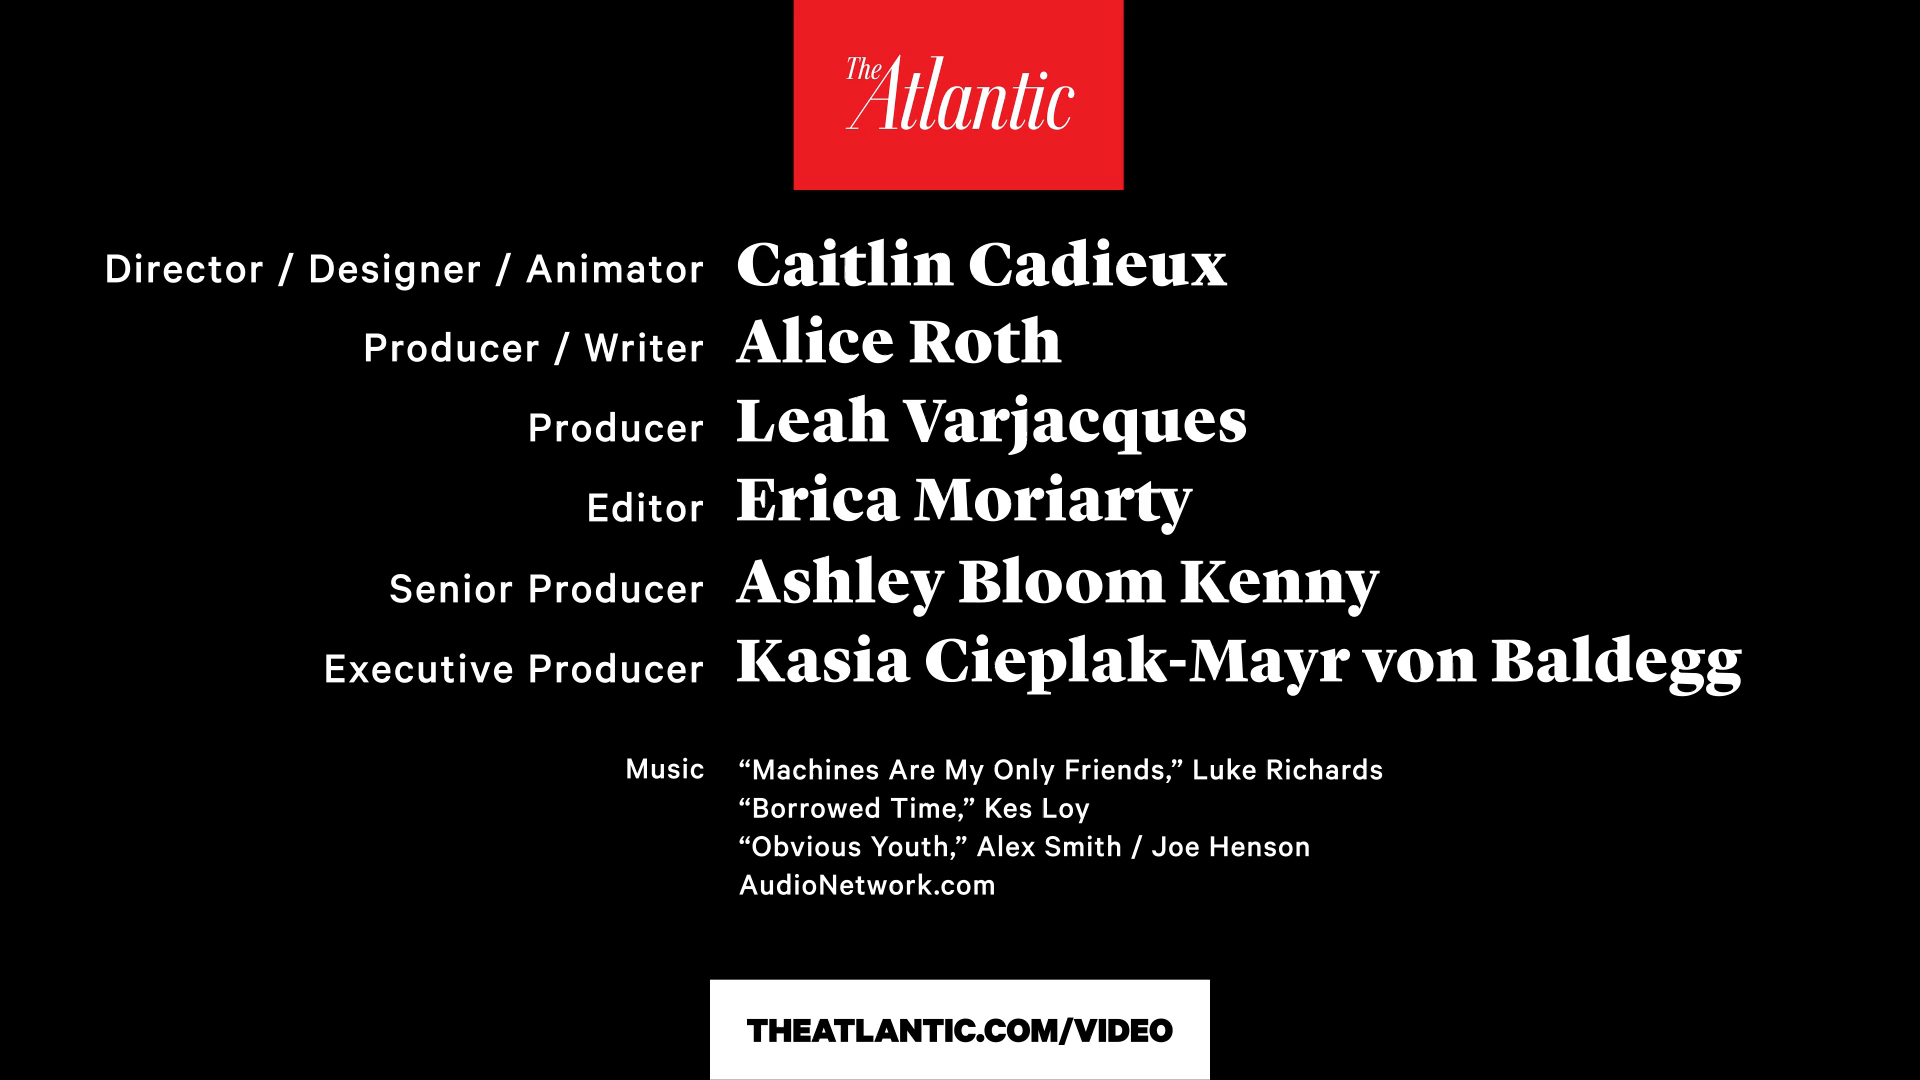 The Atlantic
Director / Designer / Animator Caitlin Cadieux
Producer / Writer Alice Roth
Producer Leah Varjacques
Editor Erica Moriarty
Senior Producer Ashley Bloom Kenny
Executive Producer Kasia Cieplak-Mayr von Baldegg
Music “Machines Are My Only Friends,” Luke Richards
“Borrowed Time,” Kes Loy
“Obvious Youth,” Alex Smith / Joe Henson
AudioNetwork.com
THEATLANTIC.COM/VIDEO